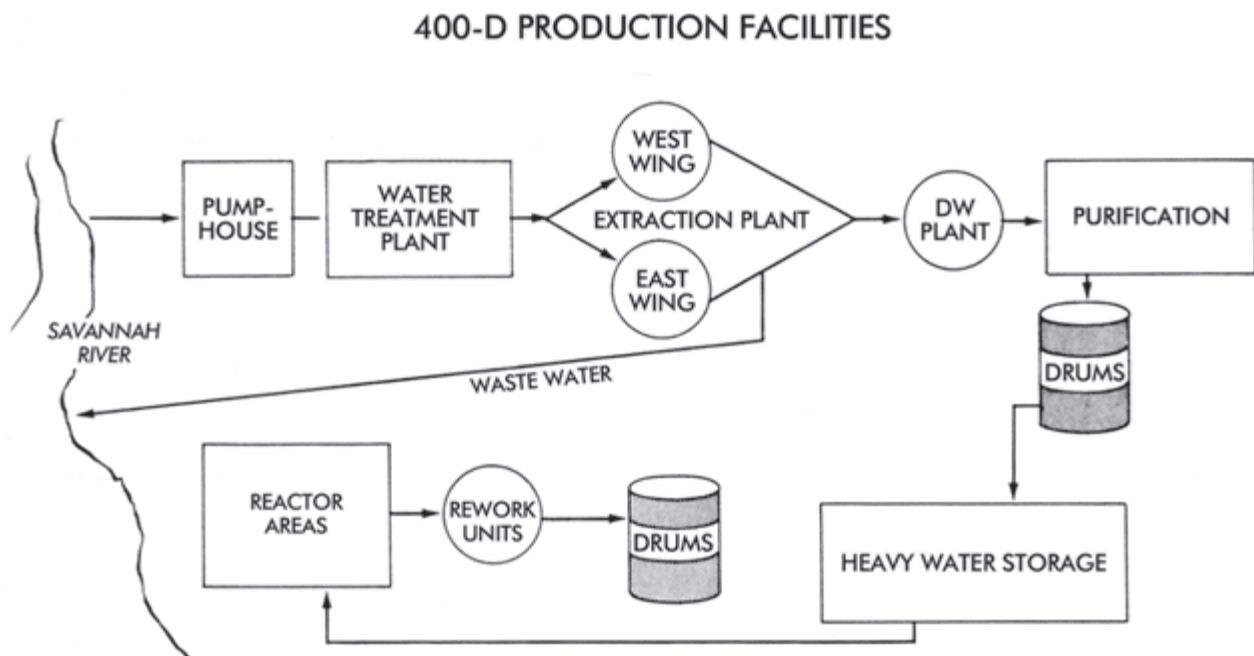 400-D PRODUCTION FACILITIES
PUMP-
HOUSE
WATER
TREATMENT
PLANT
WEST
WING
EXTRACTION PLANT
EAST
WING
DW
PLANT
PURIFICATION
DRUMS
SAVANNAH
RIVER
WASTE WATER
REACTOR
AREAS
REWORK
UNITS
DRUMS
HEAVY WATER STORAGE